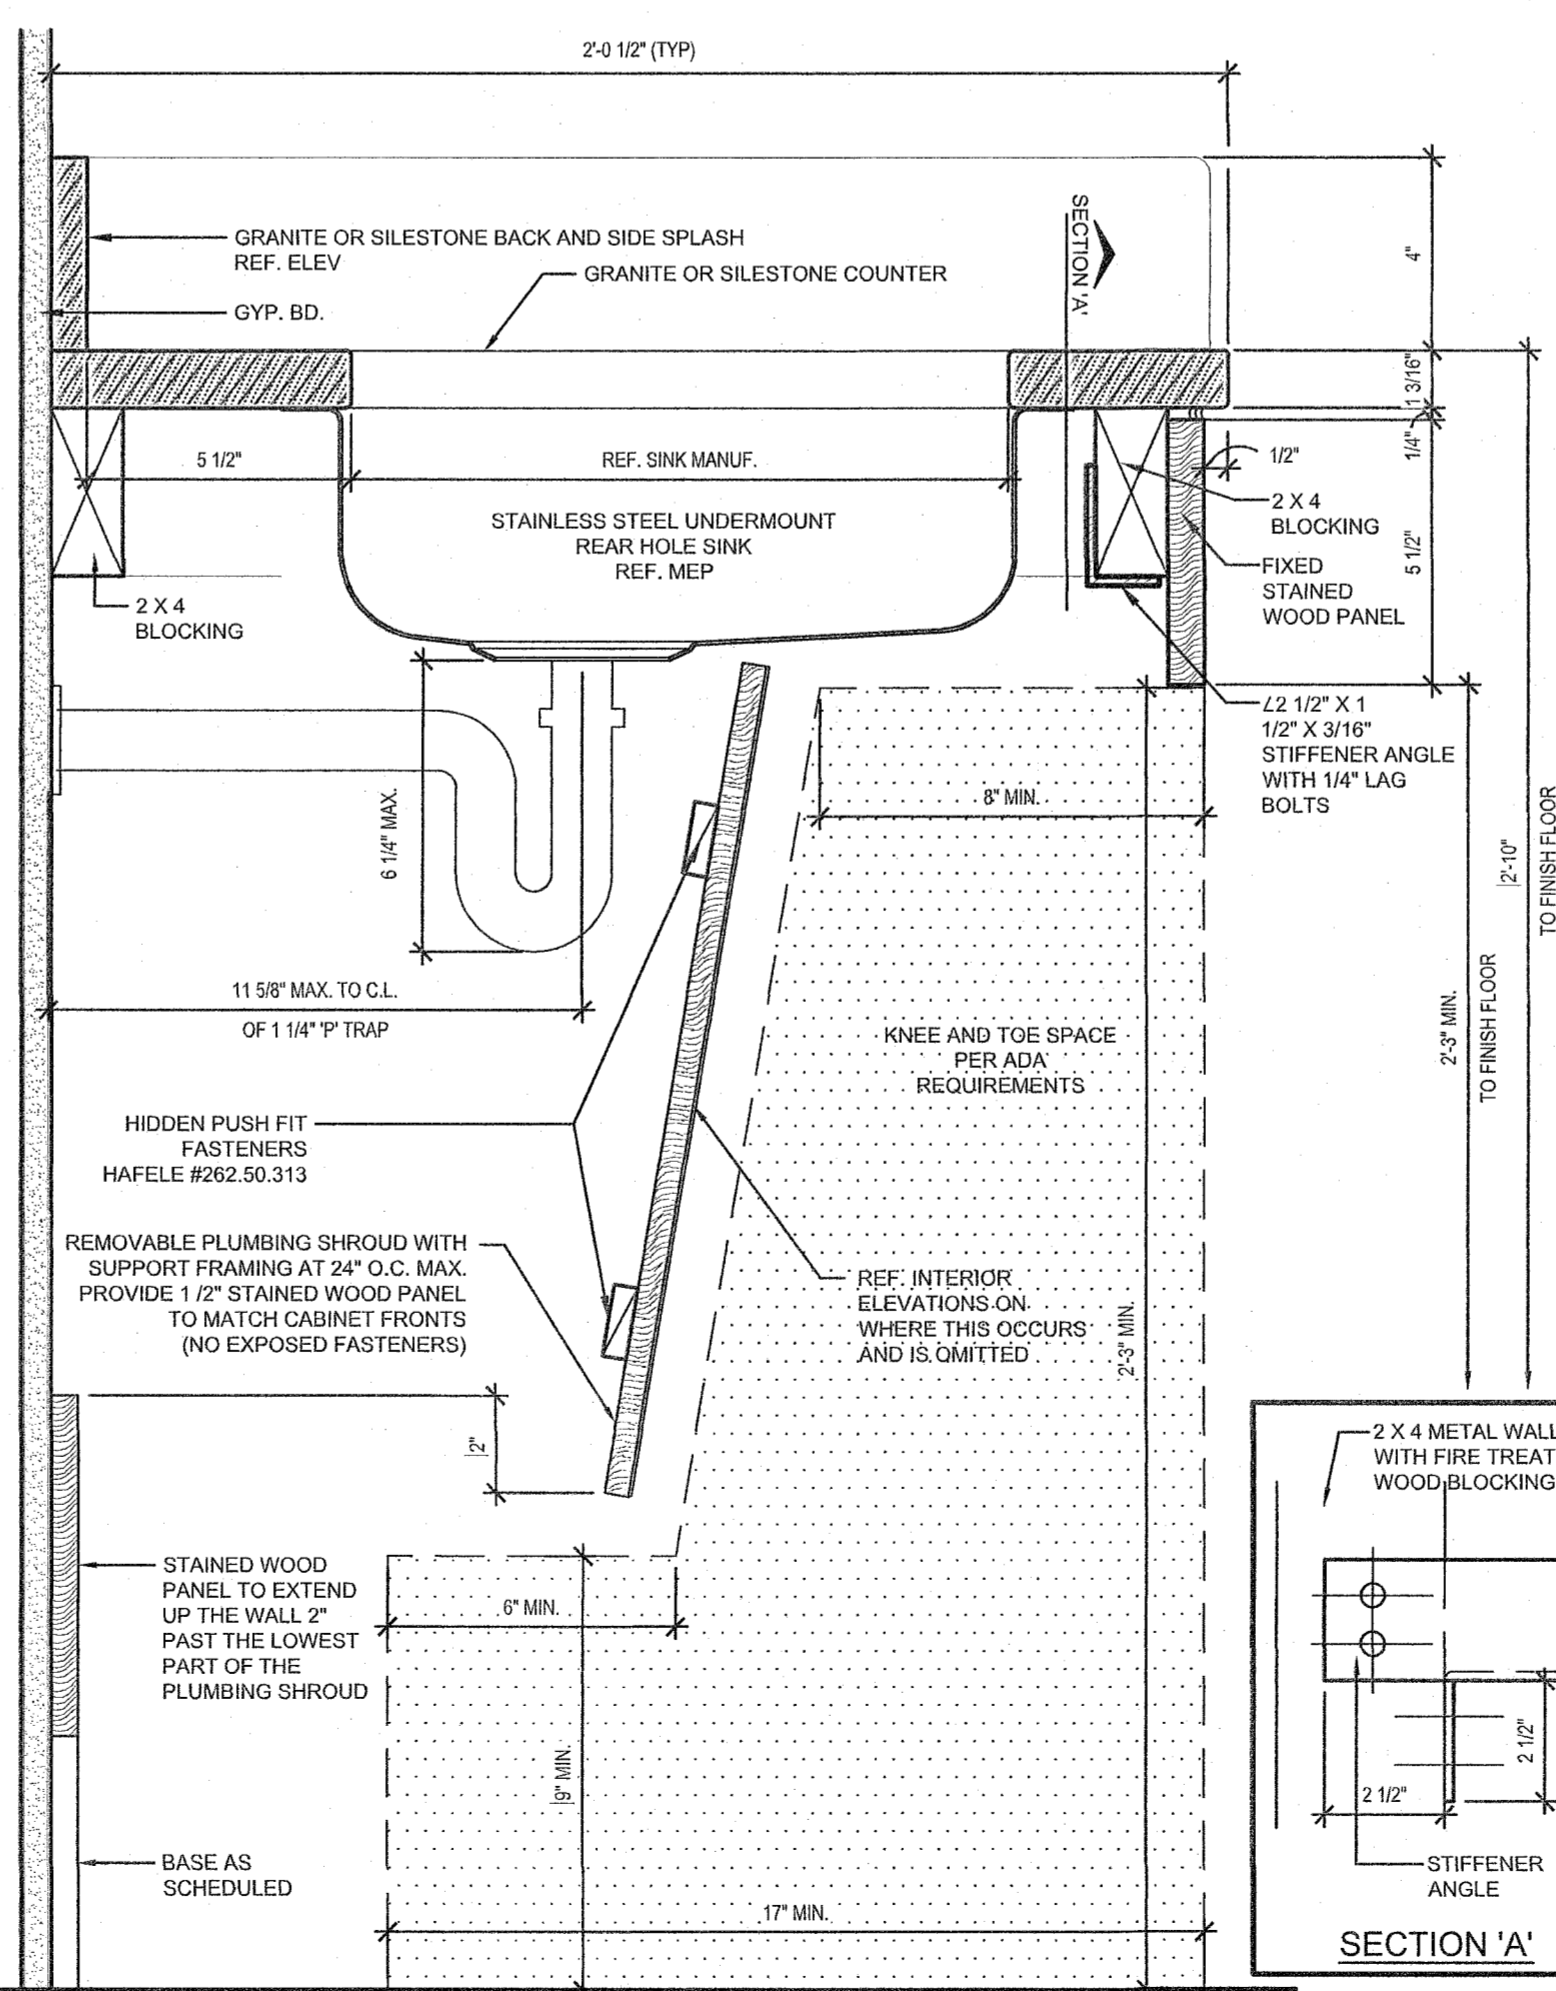 2'-0 1/2" (TYP)
GRANITE OR SILESTONE BACK AND SIDE SPLASH
REF. ELEV
GRANITE OR SILESTONE COUNTER
GYP. BD.
SECTION 'A'
4"
1 3/16"
1/4"
5 1/2"
5 1/2"
REF. SINK MANUF.
1/2"
STAINLESS STEEL UNDERMOUNT
REAR HOLE SINK
REF. MEP
2 X 4
BLOCKING
FIXED
STAINED
WOOD PANEL
2 X 4
BLOCKING
∠2 1/2" X 1
1/2" X 3/16"
STIFFENER ANGLE
WITH 1/4" LAG
BOLTS
8" MIN.
6 1/4" MAX.
2'-10"
TO FINISH FLOOR
2'-3" MIN.
TO FINISH FLOOR
11 5/8" MAX. TO C.L.
OF 1 1/4" 'P' TRAP
KNEE AND TOE SPACE
PER ADA
REQUIREMENTS
HIDDEN PUSH FIT
FASTENERS
HAFELE #262.50.313
REMOVABLE PLUMBING SHROUD WITH
SUPPORT FRAMING AT 24" O.C. MAX.
PROVIDE 1 /2" STAINED WOOD PANEL
TO MATCH CABINET FRONTS
(NO EXPOSED FASTENERS)
REF. INTERIOR
ELEVATIONS ON
WHERE THIS OCCURS
AND IS OMITTED
2'-3" MIN.
2"
STAINED WOOD
PANEL TO EXTEND
UP THE WALL 2"
PAST THE LOWEST
PART OF THE
PLUMBING SHROUD
6" MIN.
9" MIN.
BASE AS
SCHEDULED
17" MIN.
2 X 4 METAL WALL
WITH FIRE TREAT
WOOD BLOCKING
2 1/2"
2 1/2"
STIFFENER
ANGLE
SECTION 'A'